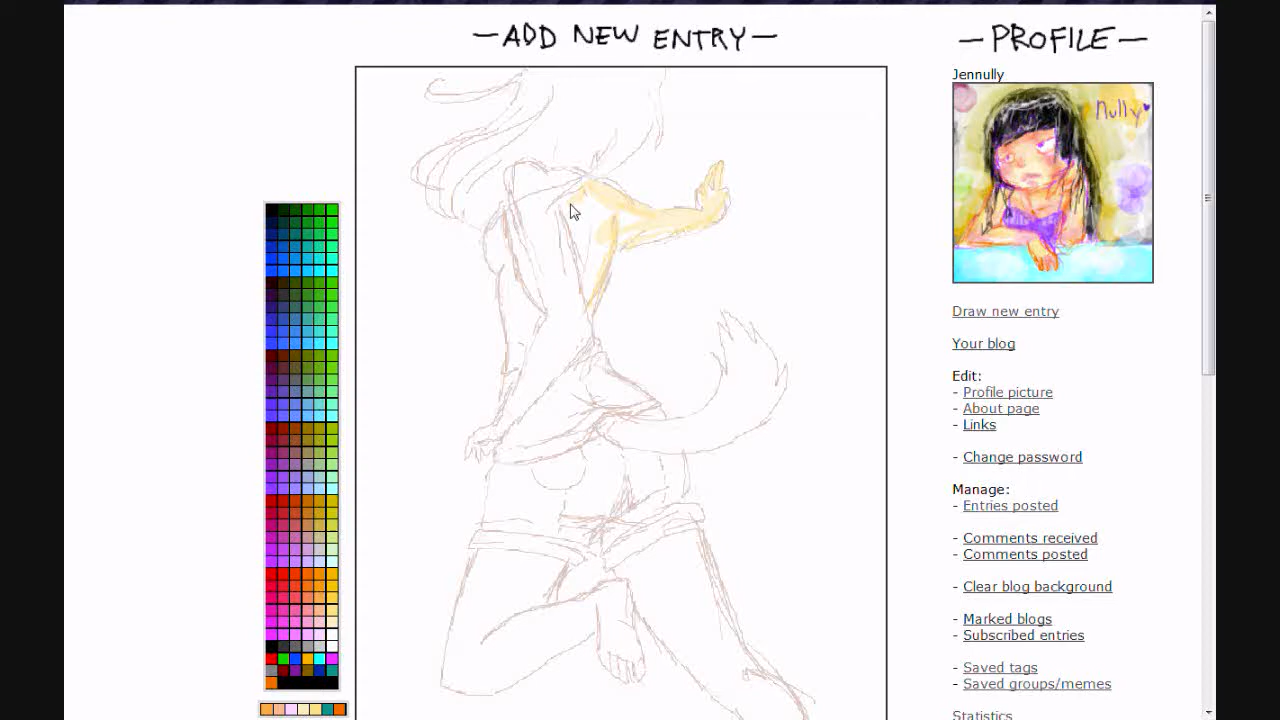 -ADD NEW ENTRY-
-PROFILE-
Jennully
nully
Draw new entry
Your blog
Edit:
- Profile picture
- About page
- Links
- Change password
Manage:
- Entries posted
- Comments received
- Comments posted
- Clear blog background
- Marked blogs
- Subscribed entries
- Saved tags
- Saved groups/memes
Statistics